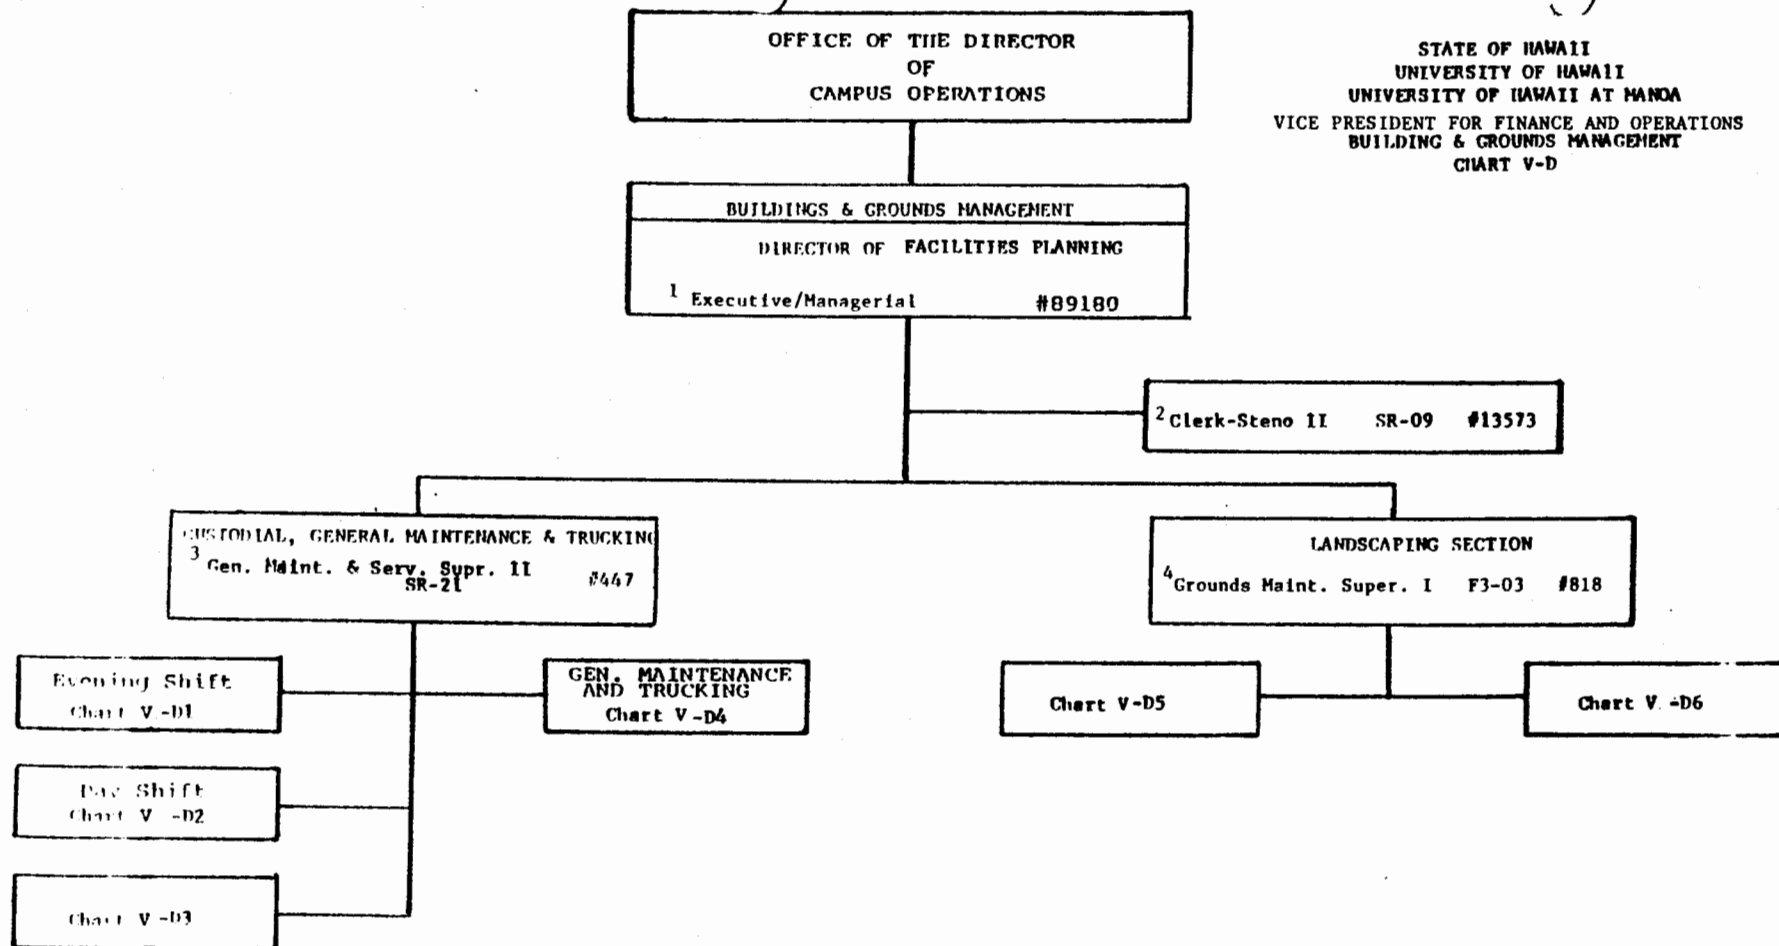 OFFICE OF THE DIRECTOR
OF
CAMPUS OPERATIONS
STATE OF HAWAII
UNIVERSITY OF HAWAII
UNIVERSITY OF HAWAII AT MANOA
VICE PRESIDENT FOR FINANCE AND OPERATIONS
BUILDING & GROUNDS MANAGEMENT
CHART V-D
BUILDINGS & GROUNDS MANAGEMENT
DIRECTOR OF FACILITIES PLANNING
1 Executive/Managerial #89180
2 Clerk-Steno II SR-09 #13573
CUSTODIAL, GENERAL MAINTENANCE & TRUCKING
3 Gen. Maint. & Serv. Supr. II #447
SR-21
LANDSCAPING SECTION
4 Grounds Maint. Super. I F3-03 #818
Evening Shift
Chart V-D1
GEN. MAINTENANCE
AND TRUCKING
Chart V-D4
Chart V-D5
Chart V-D6
Day Shift
Chart V-D2
Chart V-D3